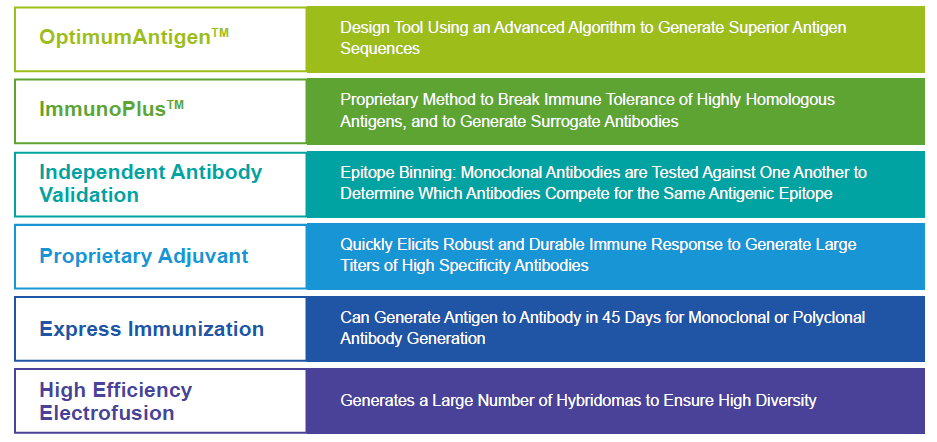 OptimumAntigen™
Design Tool Using an Advanced Algorithm to Generate Superior Antigen
Sequences
ImmunoPlus™
Proprietary Method to Break Immune Tolerance of Highly Homologous
Antigens, and to Generate Surrogate Antibodies
Independent Antibody
Validation
Epitope Binning: Monoclonal Antibodies are Tested Against One Another to
Determine Which Antibodies Compete for the Same Antigenic Epitope
Proprietary Adjuvant
Quickly Elicits Robust and Durable Immune Response to Generate Large
Titers of High Specificity Antibodies
Express Immunization
Can Generate Antigen to Antibody in 45 Days for Monoclonal or Polyclonal
Antibody Generation
High Efficiency
Electrofusion
Generates a Large Number of Hybridomas to Ensure High Diversity